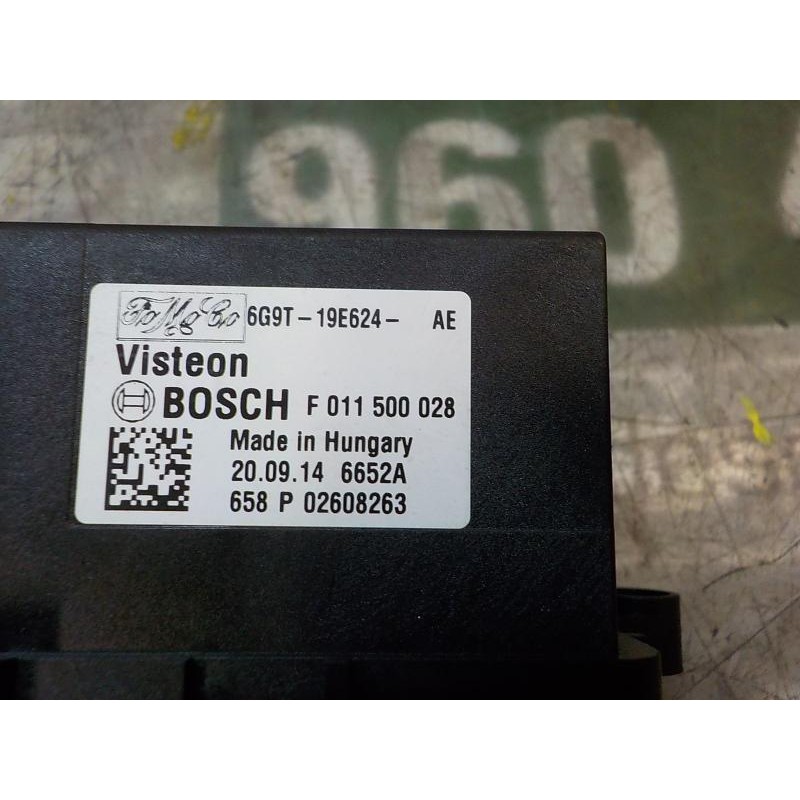 960
FoMoCo 6G9T-19E624- AE
Visteon
BOSCH F 011 500 028
Made in Hungary
20.09.14 6652A
658 P 02608263